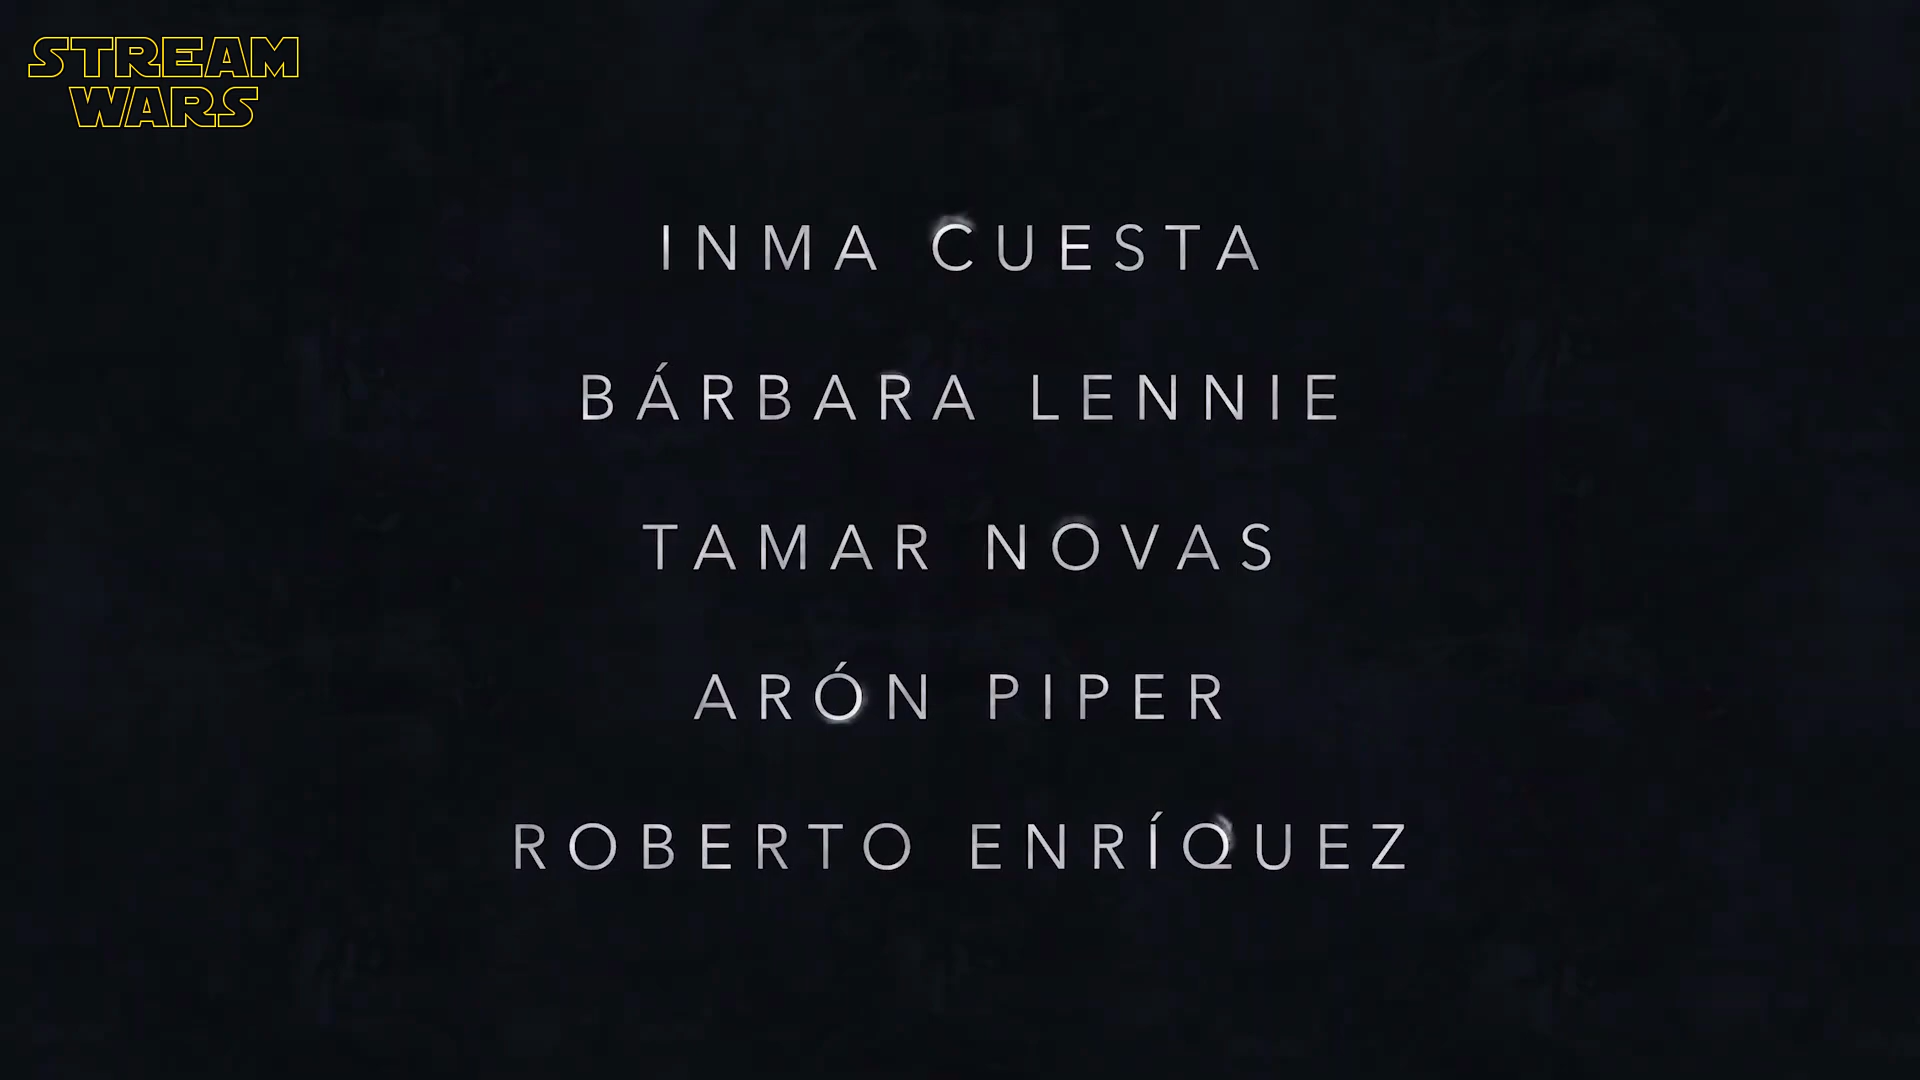 STREAM
WARS
INMA CUESTA
BÁRBARA LENNIE
TAMAR NOVAS
ARÓN PIPER
ROBERTO ENRÍQUEZ